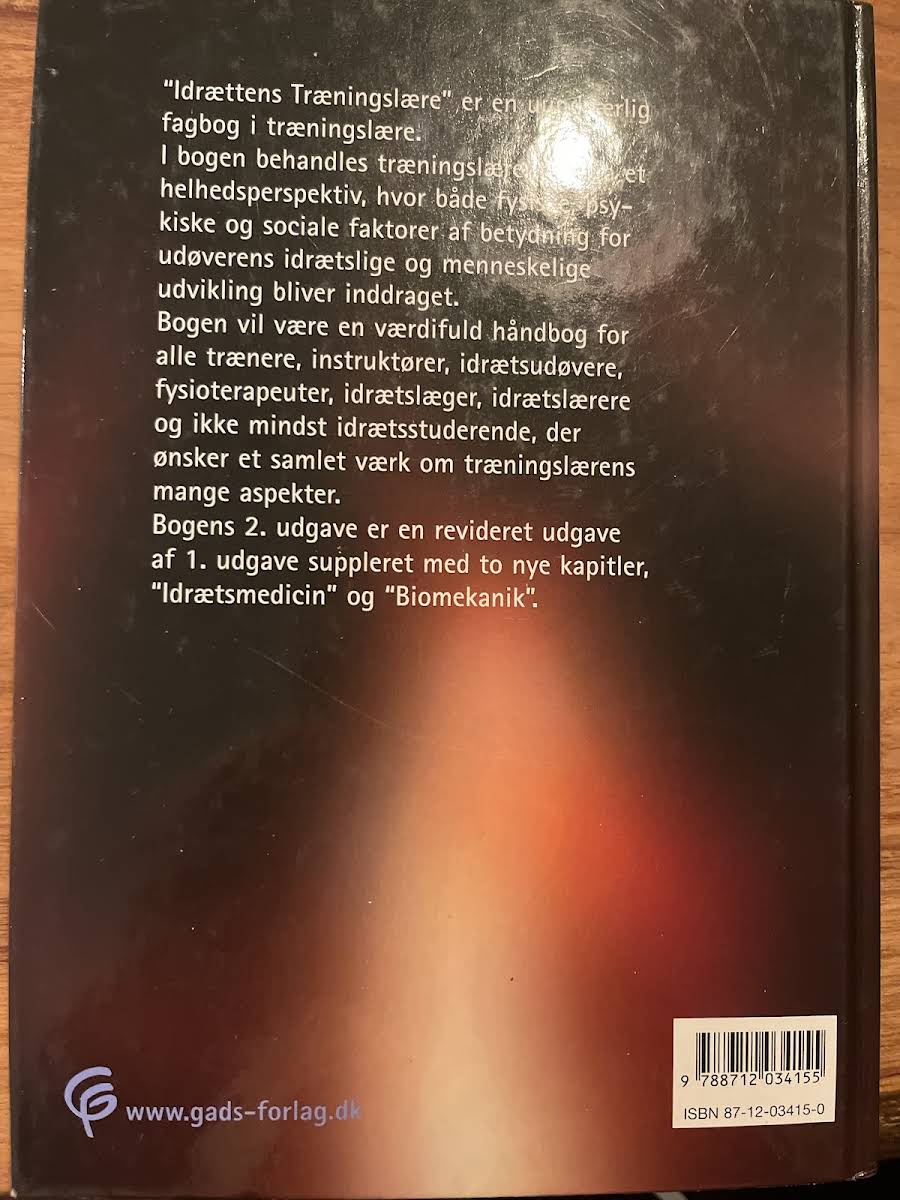 "Idrættens Træningslære" er en uundværlig
fagbog i træningslære.
I bogen behandles træningslære et
helhedsperspektiv, hvor både fysiske, psy-
kiske og sociale faktorer af betydning for
udøverens idrætslige og menneskelige
udvikling bliver inddraget.
Bogen vil være en værdifuld håndbog for
alle trænere, instruktører, idrætsudøvere,
fysioterapeuter, idrætslæger, idrætslærere
og ikke mindst idrætsstuderende, der
ønsker et samlet værk om træningslærens
mange aspekter.
Bogens 2. udgave er en revideret udgave
af 1. udgave suppleret med to nye kapitler,
"Idrætsmedicin" og "Biomekanik".
9 788712 034155
ISBN 87-12-03415-0
www.gads-forlag.dk